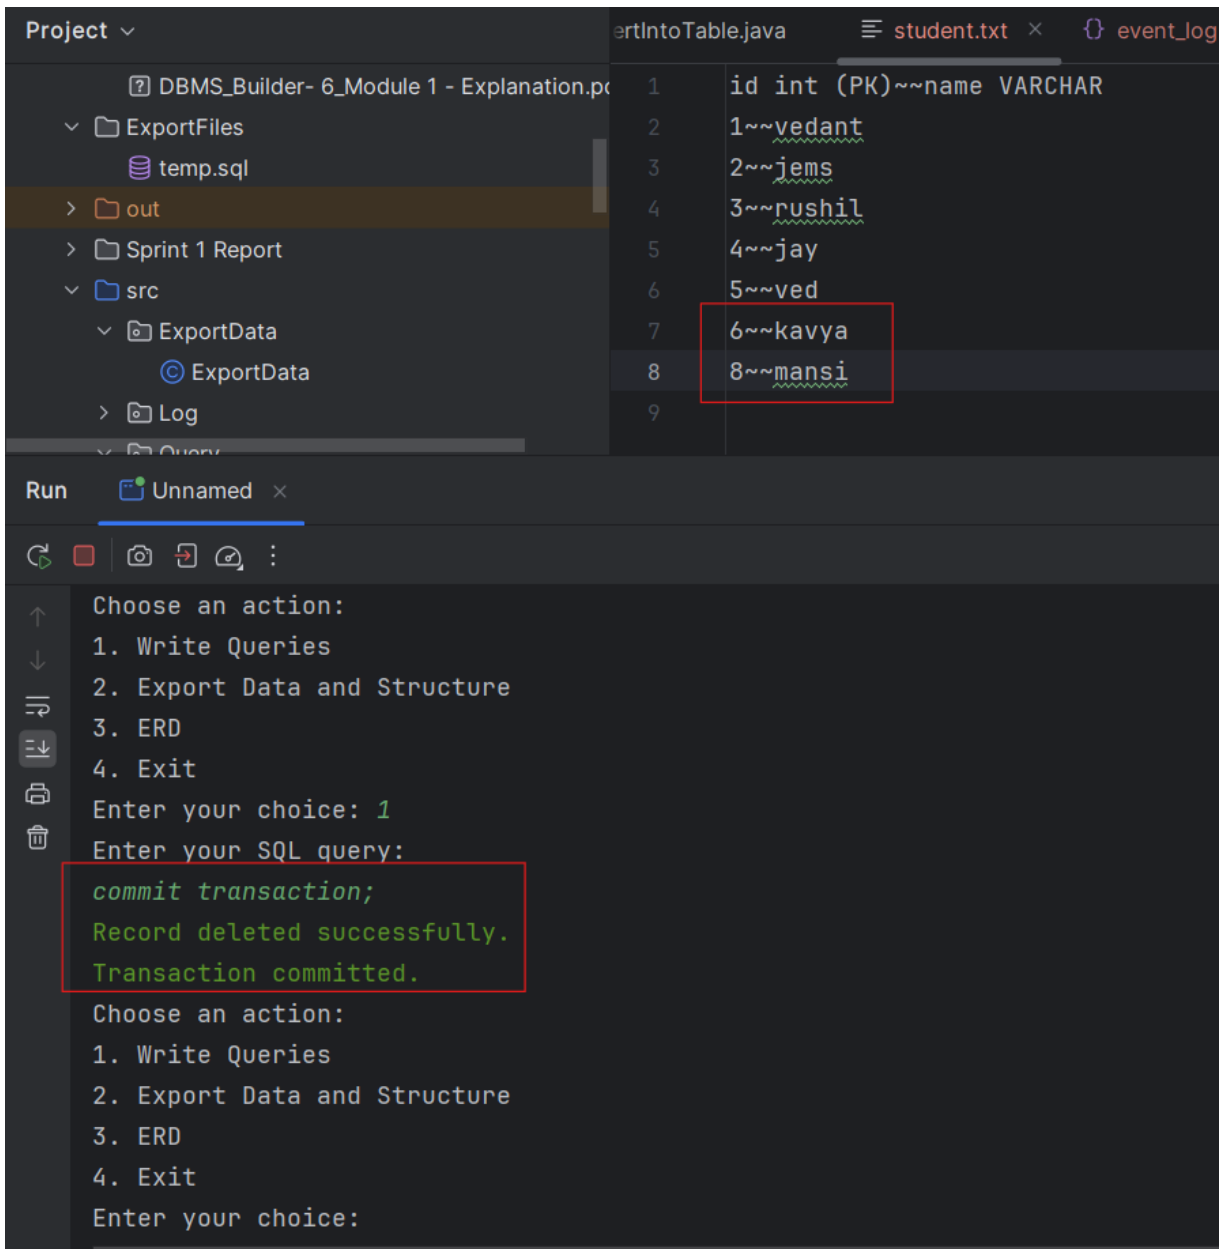 Project
DBMS_Builder- 6_Module 1 - Explanation.
ExportFiles
temp.sql
out
Sprint 1 Report
src
ExportData
ExportData
Log
Query
ertIntoTable.java
student.txt
event_log
1 id int (PK)~~name VARCHAR
2 1~~vedant
3 2~~jems
4 3~~rushil
5 4~~jay
6 5~~ved
7 6~~kavya
8 8~~mansi
9
Run Unnamed
Choose an action:
1. Write Queries
2. Export Data and Structure
3. ERD
4. Exit
Enter your choice: 1
Enter your SQL query:
commit transaction;
Record deleted successfully.
Transaction committed.
Choose an action:
1. Write Queries
2. Export Data and Structure
3. ERD
4. Exit
Enter your choice: